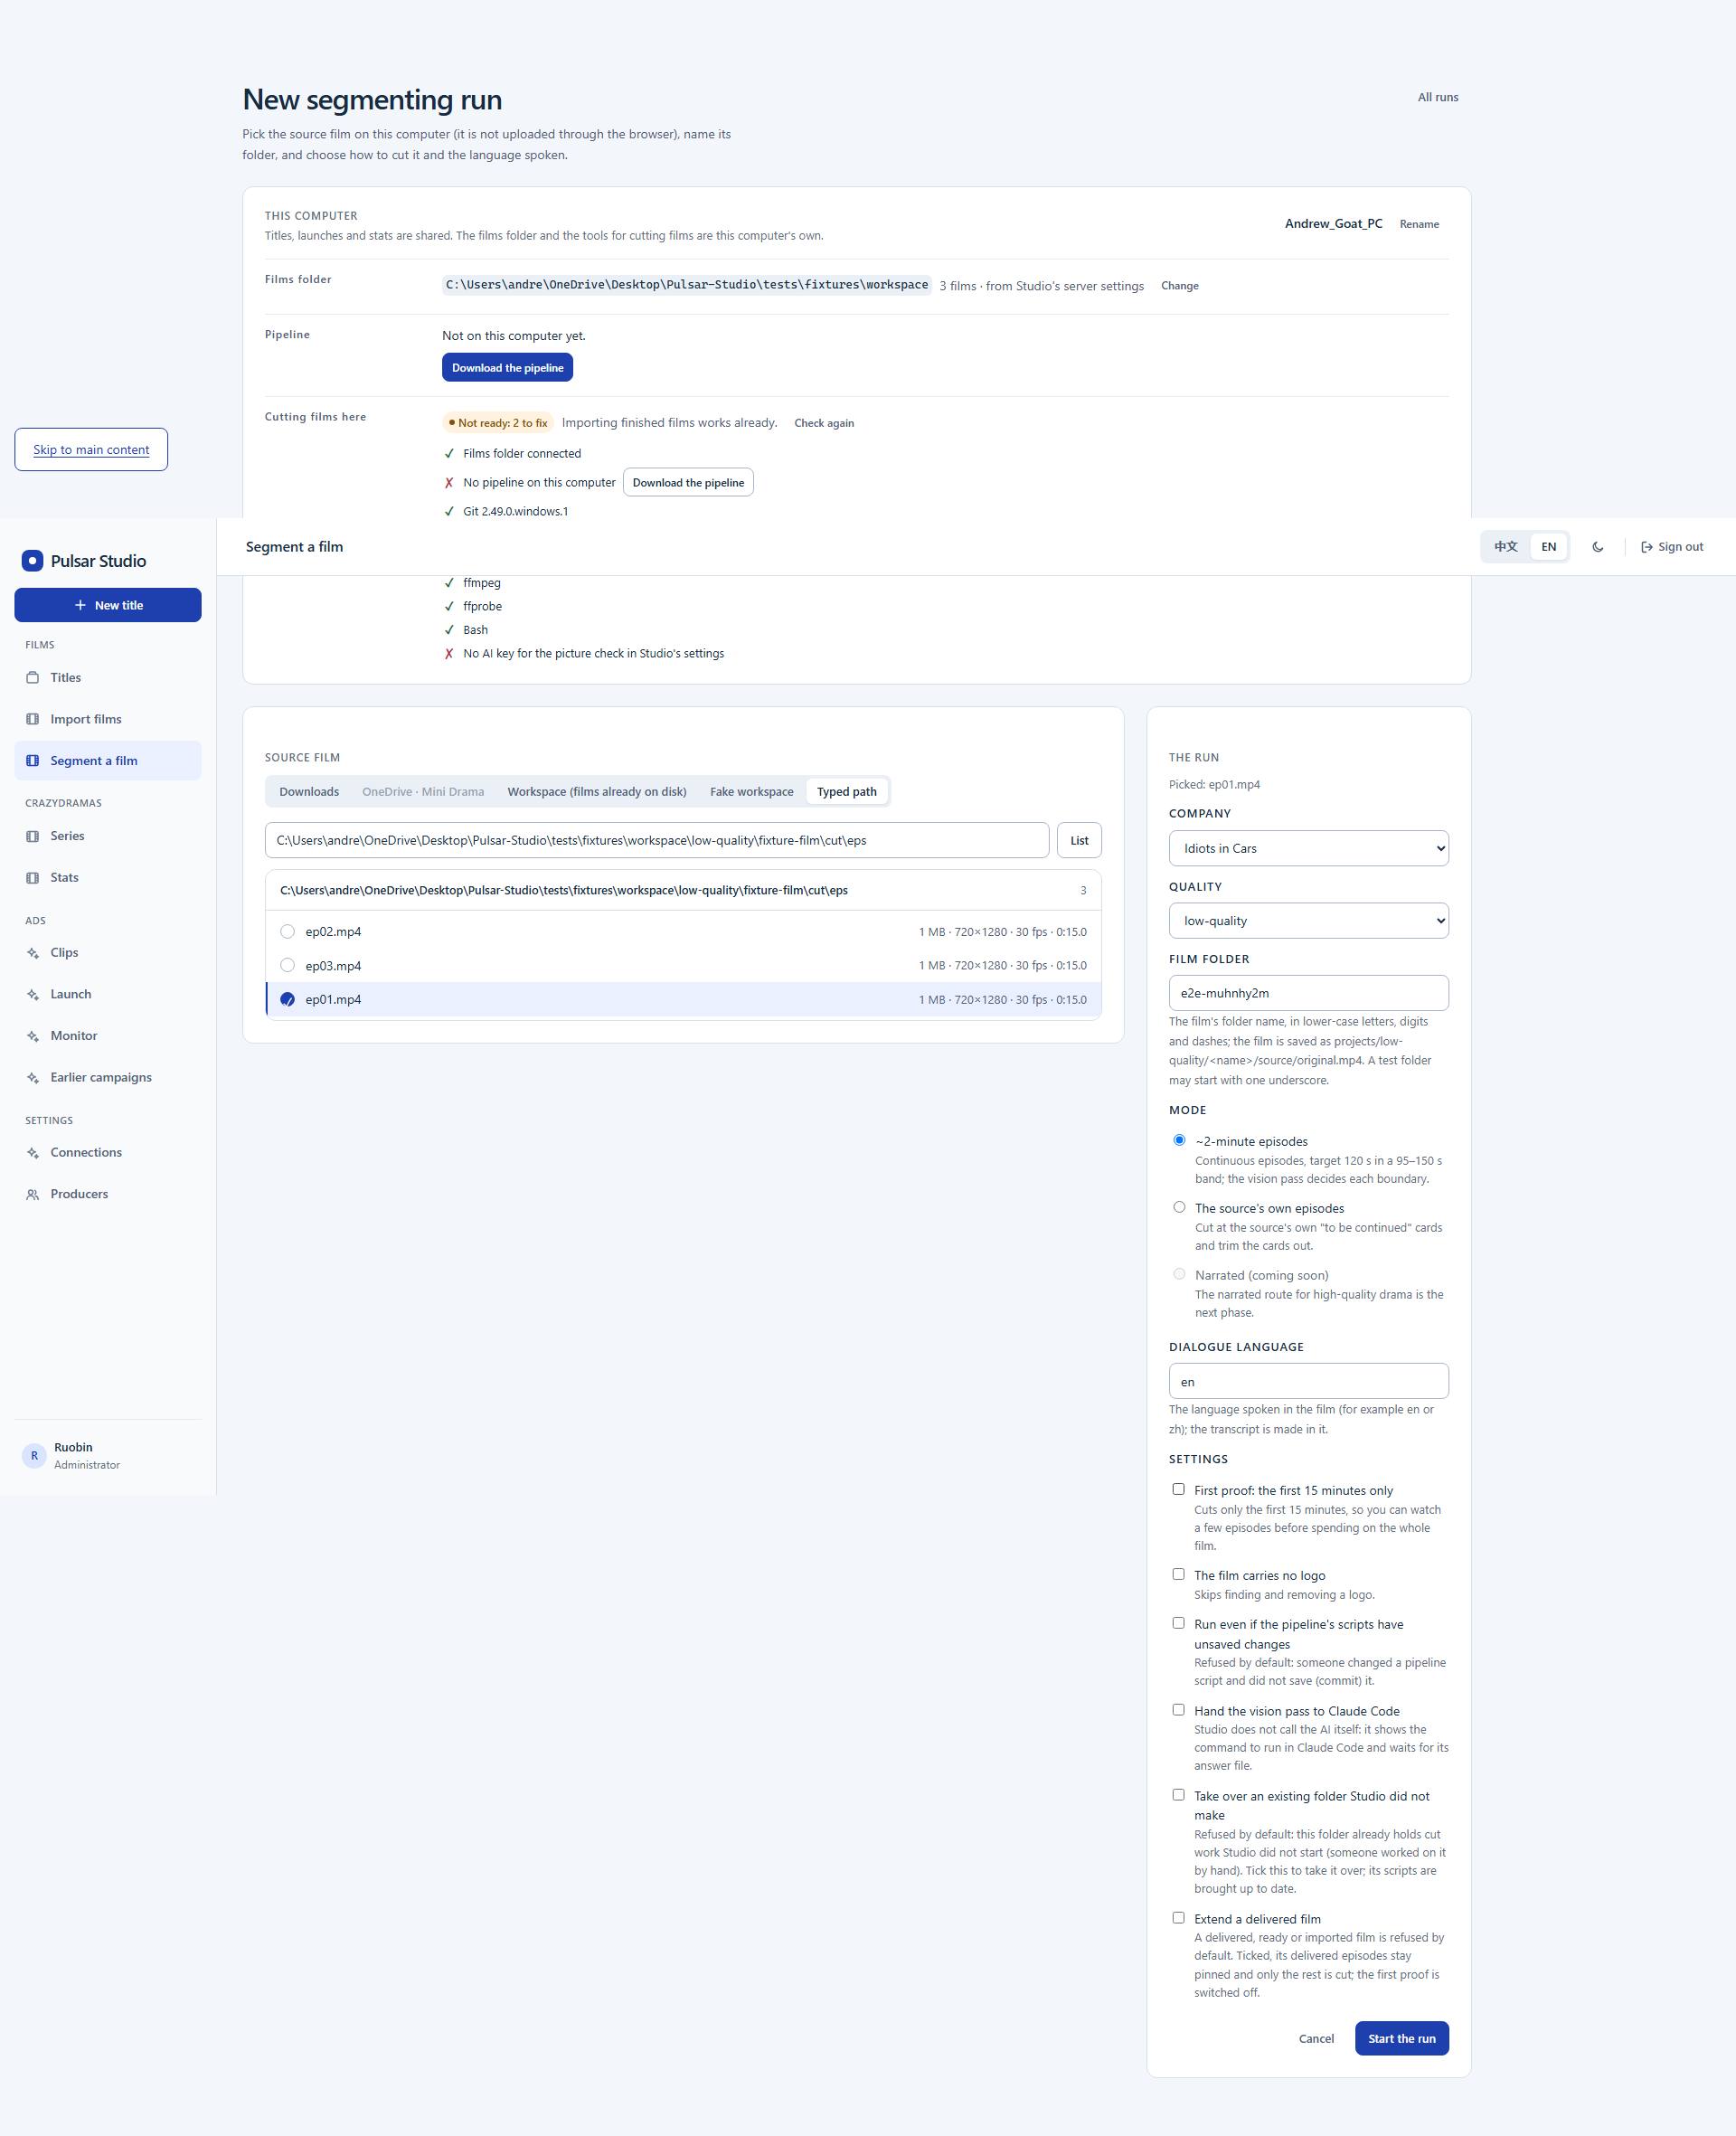 New segmenting run
All runs
Pick the source film on this computer (it is not uploaded through the browser), name its
folder, and choose how to cut it and the language spoken.
THIS COMPUTER
Titles, launches and stats are shared. The films folder and the tools for cutting films are this computer's own.
Andrew_Goat_PC
Rename
Films folder
C:\Users\andre\OneDrive\Desktop\Pulsar-Studio\tests\fixtures\workspace
3 films · from Studio's server settings
Change
Pipeline
Not on this computer yet.
Download the pipeline
Cutting films here
Not ready: 2 to fix
Importing finished films works already.
Check again
✓ Films folder connected
✗ No pipeline on this computer
Download the pipeline
✓ Git 2.49.0.windows.1
Skip to main content
Segment a film
中文
EN
Sign out
✓ ffmpeg
✓ ffprobe
✓ Bash
✗ No AI key for the picture check in Studio's settings
Pulsar Studio
+ New title
FILMS
Titles
Import films
Segment a film
CRAZYDRAMAS
Series
Stats
ADS
Clips
Launch
Monitor
Earlier campaigns
SETTINGS
Connections
Producers
R
Ruobin
Administrator
SOURCE FILM
Downloads
OneDrive · Mini Drama
Workspace (films already on disk)
Fake workspace
Typed path
C:\Users\andre\OneDrive\Desktop\Pulsar-Studio\tests\fixtures\workspace\low-quality\fixture-film\cut\eps
List
C:\Users\andre\OneDrive\Desktop\Pulsar-Studio\tests\fixtures\workspace\low-quality\fixture-film\cut\eps
3
ep02.mp4
1 MB · 720×1280 · 30 fps · 0:15.0
ep03.mp4
1 MB · 720×1280 · 30 fps · 0:15.0
ep01.mp4
1 MB · 720×1280 · 30 fps · 0:15.0
THE RUN
Picked: ep01.mp4
COMPANY
Idiots in Cars
QUALITY
low-quality
FILM FOLDER
e2e-muhnhy2m
The film's folder name, in lower-case letters, digits
and dashes; the film is saved as projects/low-
quality/<name>/source/original.mp4. A test folder
may start with one underscore.
MODE
~2-minute episodes
Continuous episodes, target 120 s in a 95–150 s
band; the vision pass decides each boundary.
The source's own episodes
Cut at the source's own "to be continued" cards
and trim the cards out.
Narrated (coming soon)
The narrated route for high-quality drama is the
next phase.
DIALOGUE LANGUAGE
en
The language spoken in the film (for example en or
zh); the transcript is made in it.
SETTINGS
First proof: the first 15 minutes only
Cuts only the first 15 minutes, so you can watch
a few episodes before spending on the whole
film.
The film carries no logo
Skips finding and removing a logo.
Run even if the pipeline's scripts have
unsaved changes
Refused by default: someone changed a pipeline
script and did not save (commit) it.
Hand the vision pass to Claude Code
Studio does not call the AI itself: it shows the
command to run in Claude Code and waits for its
answer file.
Take over an existing folder Studio did not
make
Refused by default: this folder already holds cut
work Studio did not start (someone worked on it
by hand). Tick this to take it over; its scripts are
brought up to date.
Extend a delivered film
A delivered, ready or imported film is refused by
default. Ticked, its delivered episodes stay
pinned and only the rest is cut; the first proof is
switched off.
Cancel
Start the run